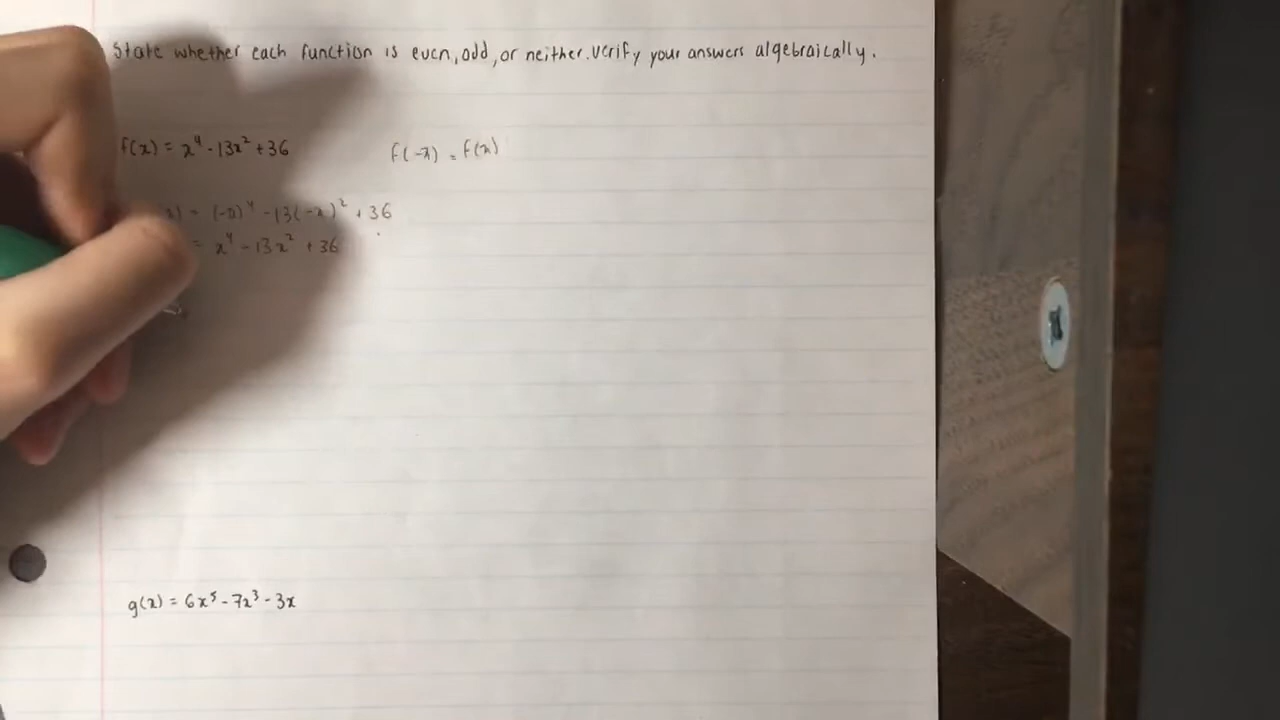 State whether each function is even, odd, or neither. Verify your answers algebraically.
f(x) = x⁴ - 13x² + 36
f(-x) = f(x)
x) = (-x)⁴ - 13(-x)² + 36
= x⁴ - 13x² + 36
g(x) = 6x⁵ - 7x³ - 3x